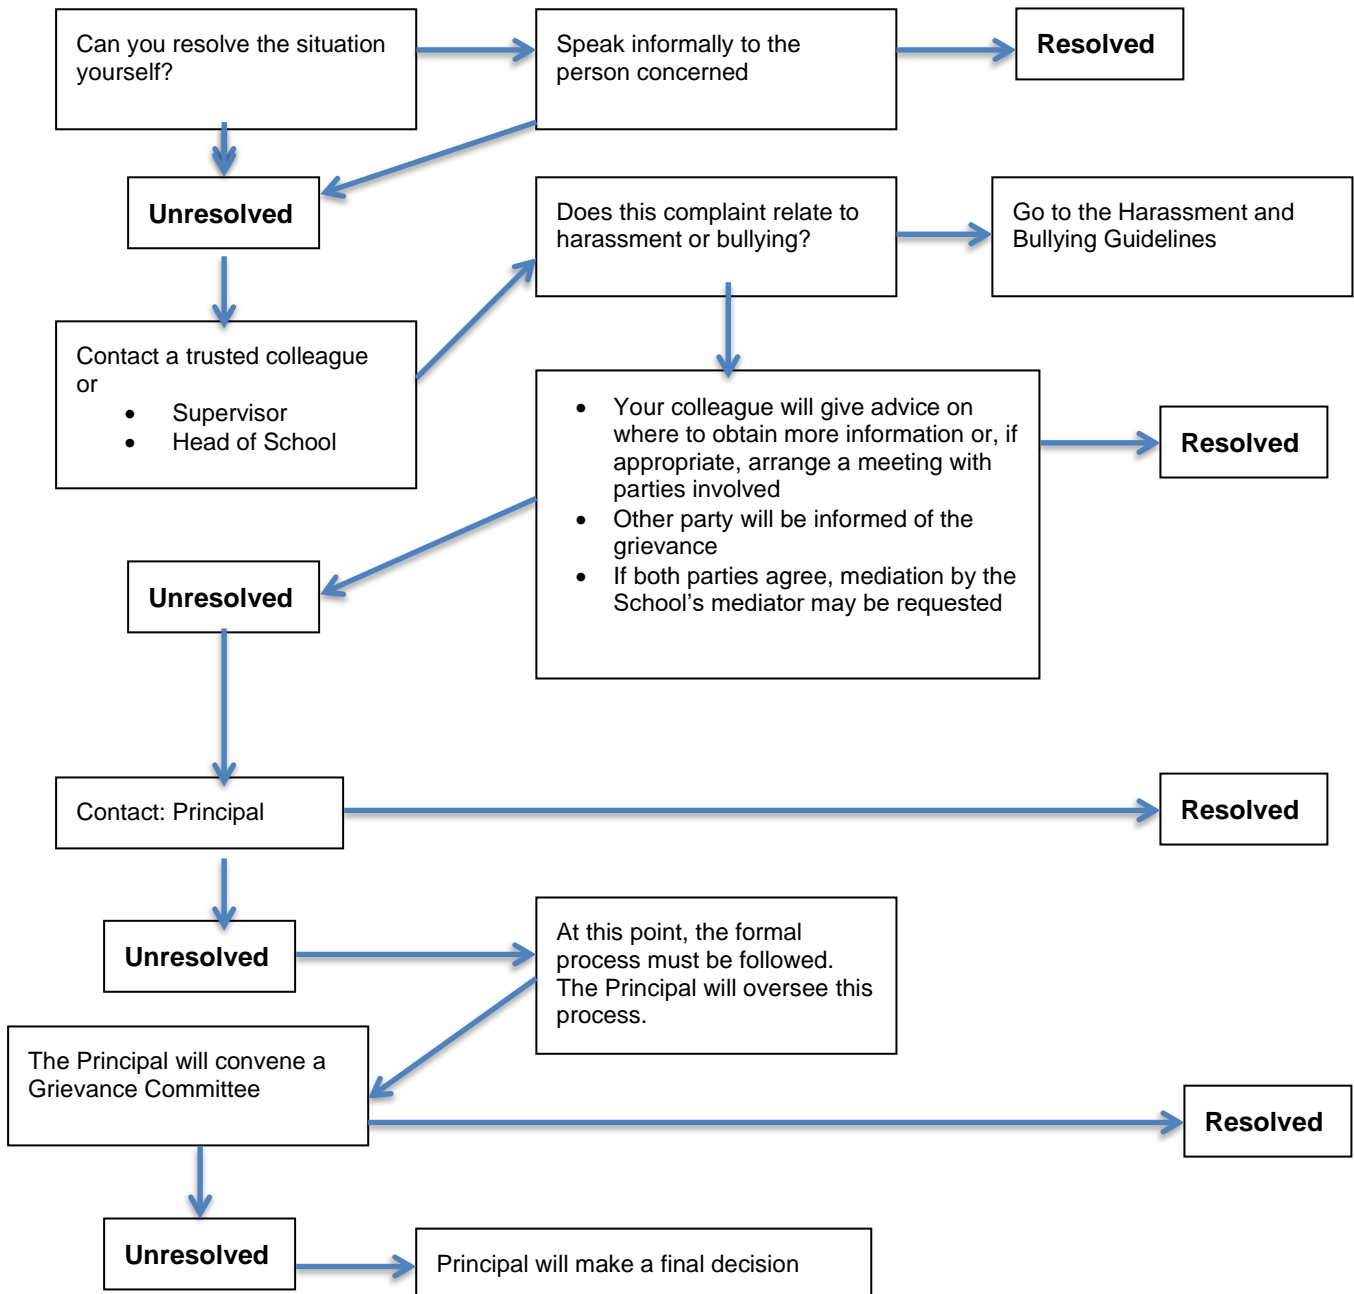 Can you resolve the situation
yourself?
Speak informally to the
person concerned
Resolved
Unresolved
Does this complaint relate to
harassment or bullying?
Go to the Harassment and
Bullying Guidelines
Contact a trusted colleague
or
• Supervisor
• Head of School
• Your colleague will give advice on
where to obtain more information or, if
appropriate, arrange a meeting with
parties involved
• Other party will be informed of the
grievance
• If both parties agree, mediation by the
School’s mediator may be requested
Resolved
Unresolved
Contact: Principal
Resolved
Unresolved
At this point, the formal
process must be followed.
The Principal will oversee this
process.
The Principal will convene a
Grievance Committee
Resolved
Unresolved
Principal will make a final decision